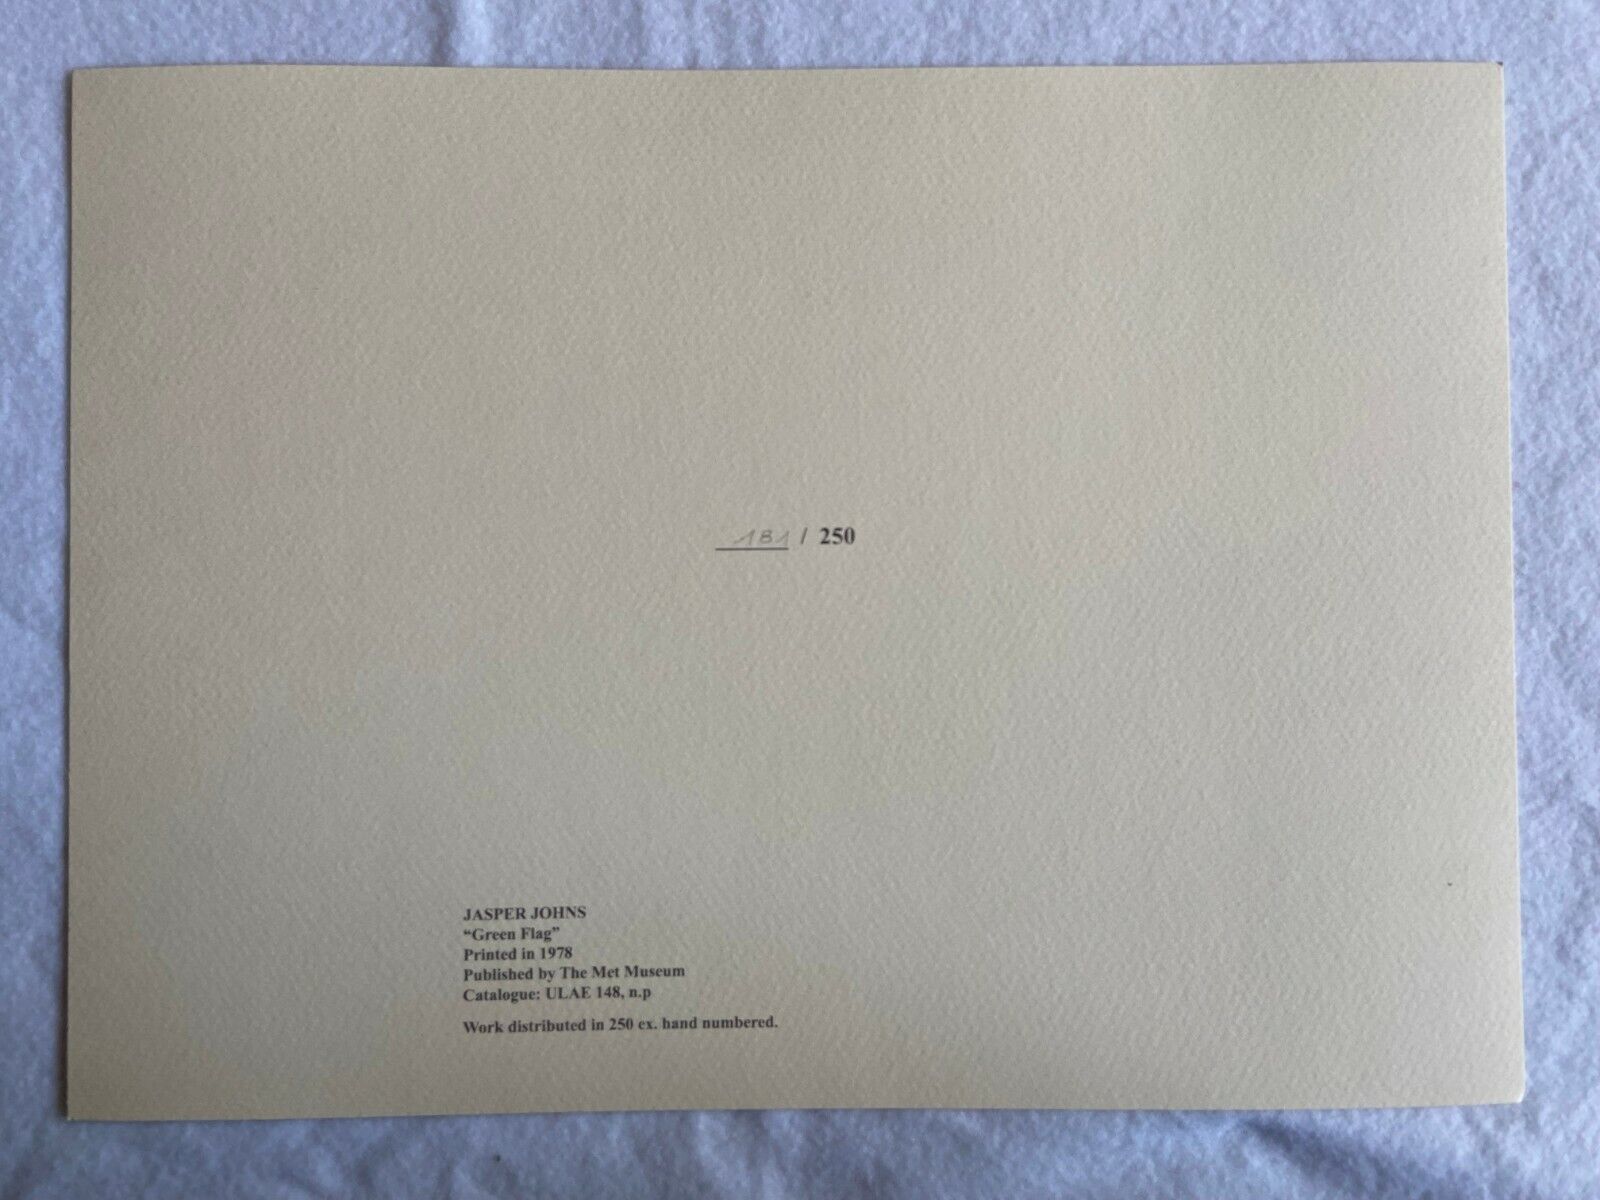 181 / 250
JASPER JOHNS
“Green Flag”
Printed in 1978
Published by The Met Museum
Catalogue: ULAE 148, n.p
Work distributed in 250 ex. hand numbered.